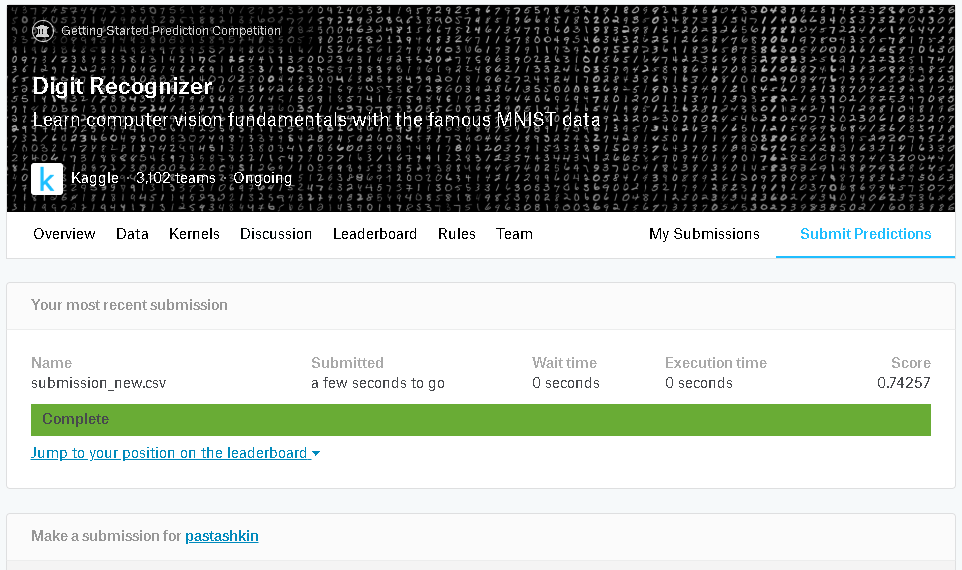 Getting Started Prediction Competition
Digit Recognizer
Learn computer vision fundamentals with the famous MNIST data
k Kaggle · 3,102 teams · Ongoing
Overview Data Kernels Discussion Leaderboard Rules Team My Submissions Submit Predictions
Your most recent submission
Name Submitted Wait time Execution time Score
submission_new.csv a few seconds to go 0 seconds 0 seconds 0.74257
Complete
Jump to your position on the leaderboard
Make a submission for pastashkin